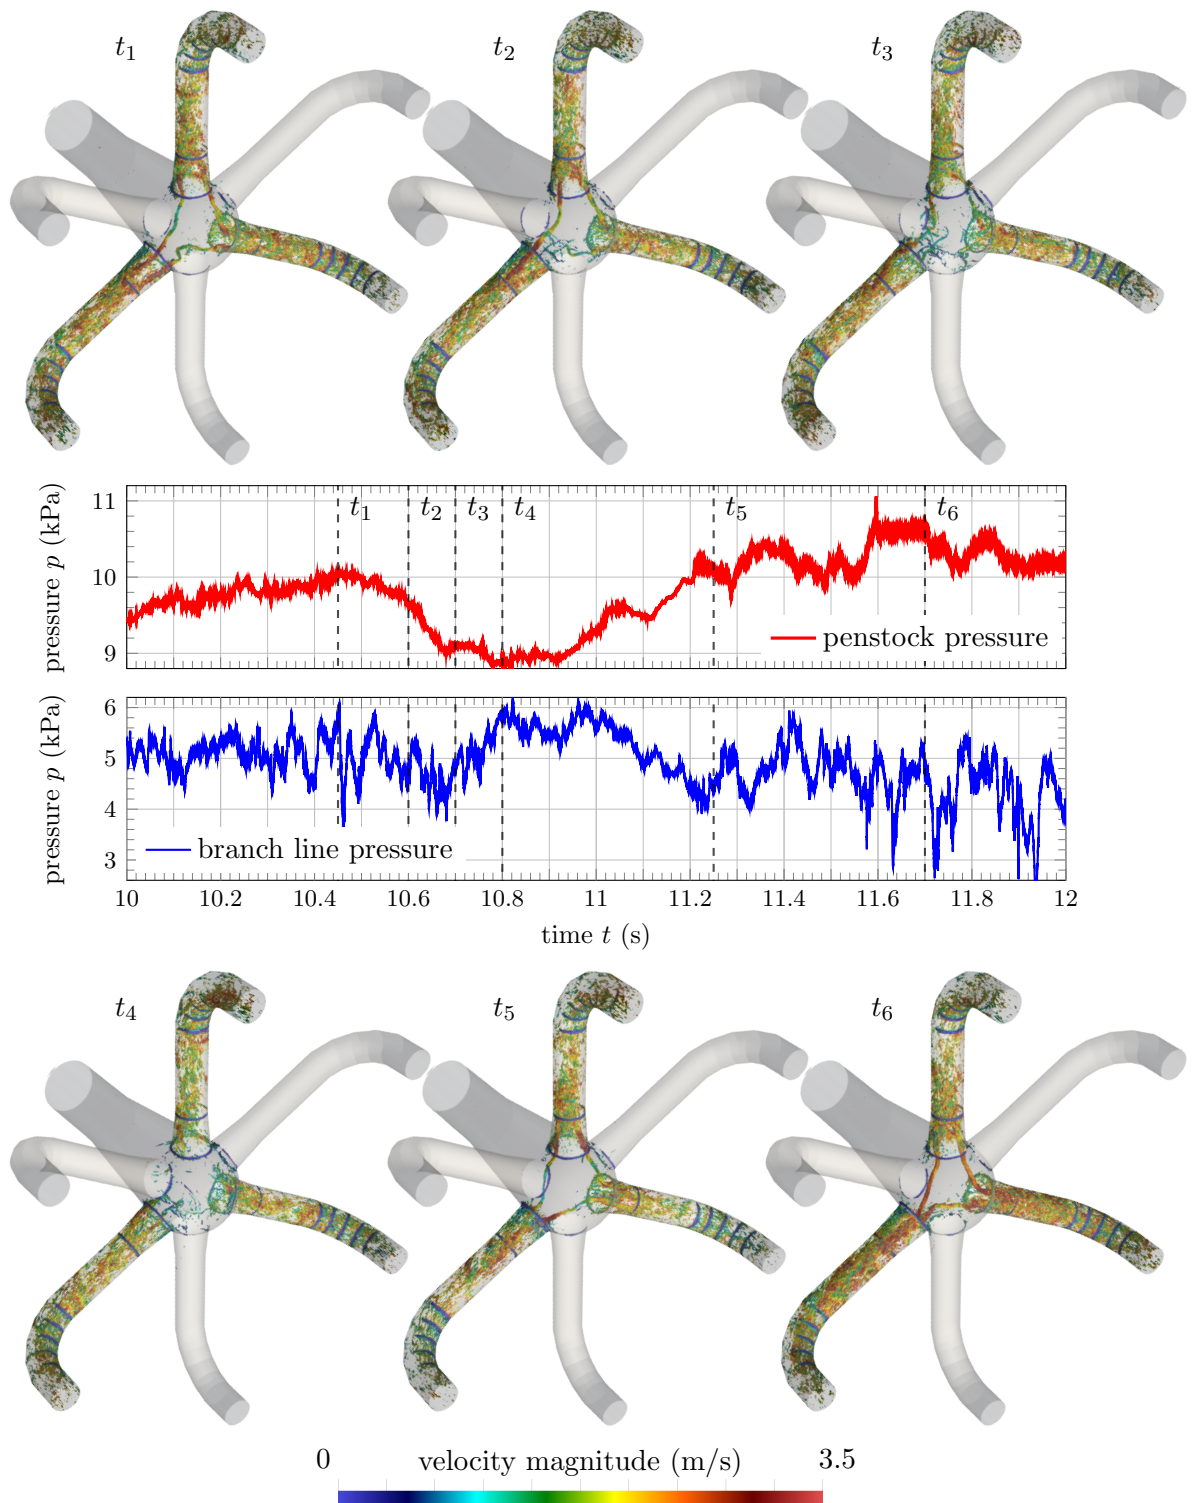 t1 t2 t3
pressure p (kPa)
11
10
9
t1 t2 t3 t4 t5 t6
penstock pressure
pressure p (kPa)
6
5
4
3
branch line pressure
10 10.2 10.4 10.6 10.8 11 11.2 11.4 11.6 11.8 12
time t (s)
t4 t5 t6
0 velocity magnitude (m/s) 3.5